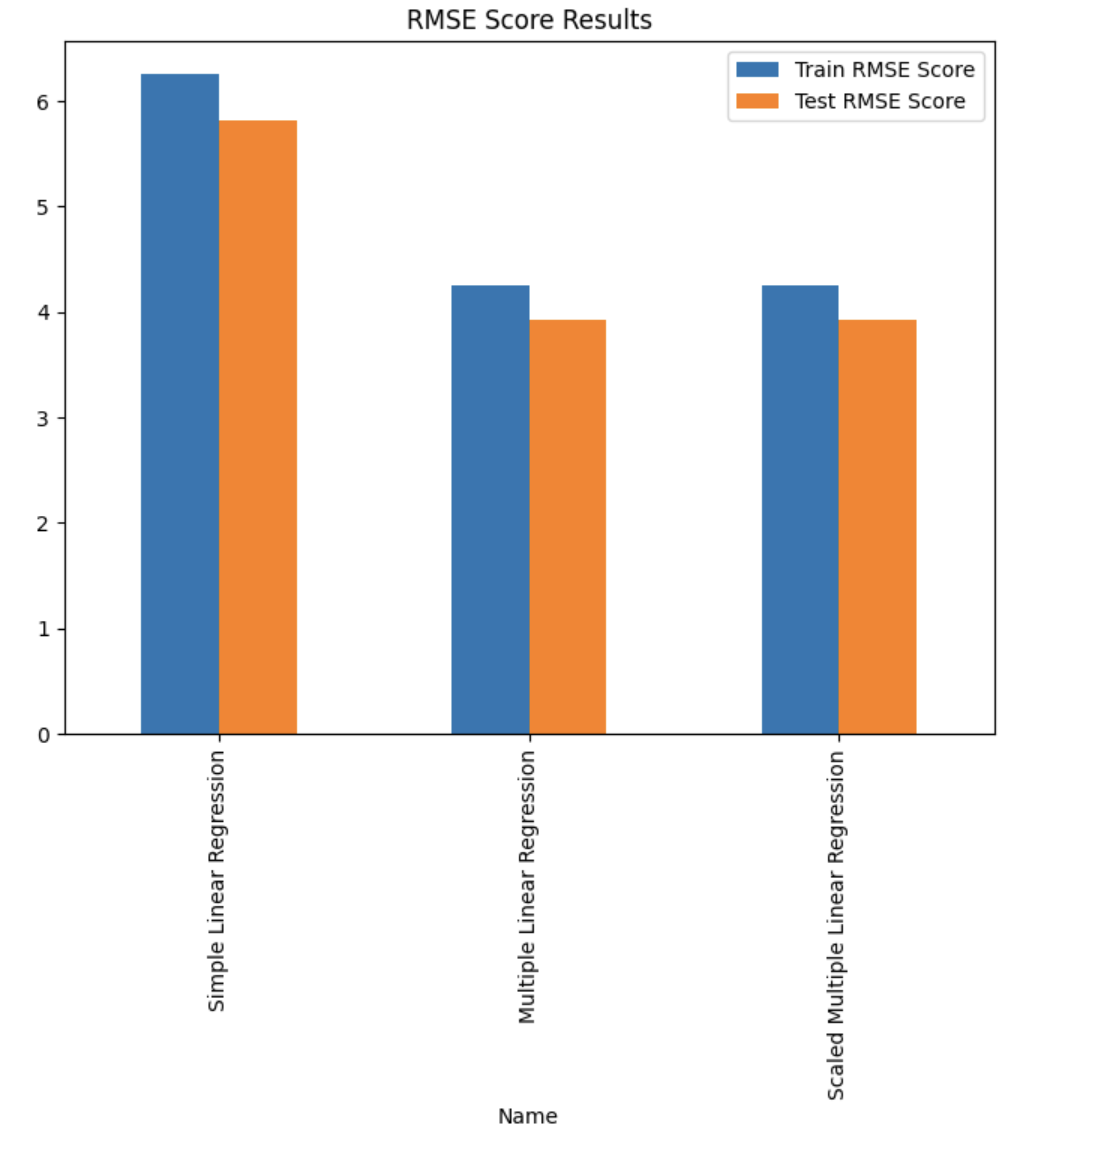 RMSE Score Results
Train RMSE Score
Test RMSE Score
6
5
4
3
2
1
0
Simple Linear Regression
Multiple Linear Regression
Scaled Multiple Linear Regression
Name